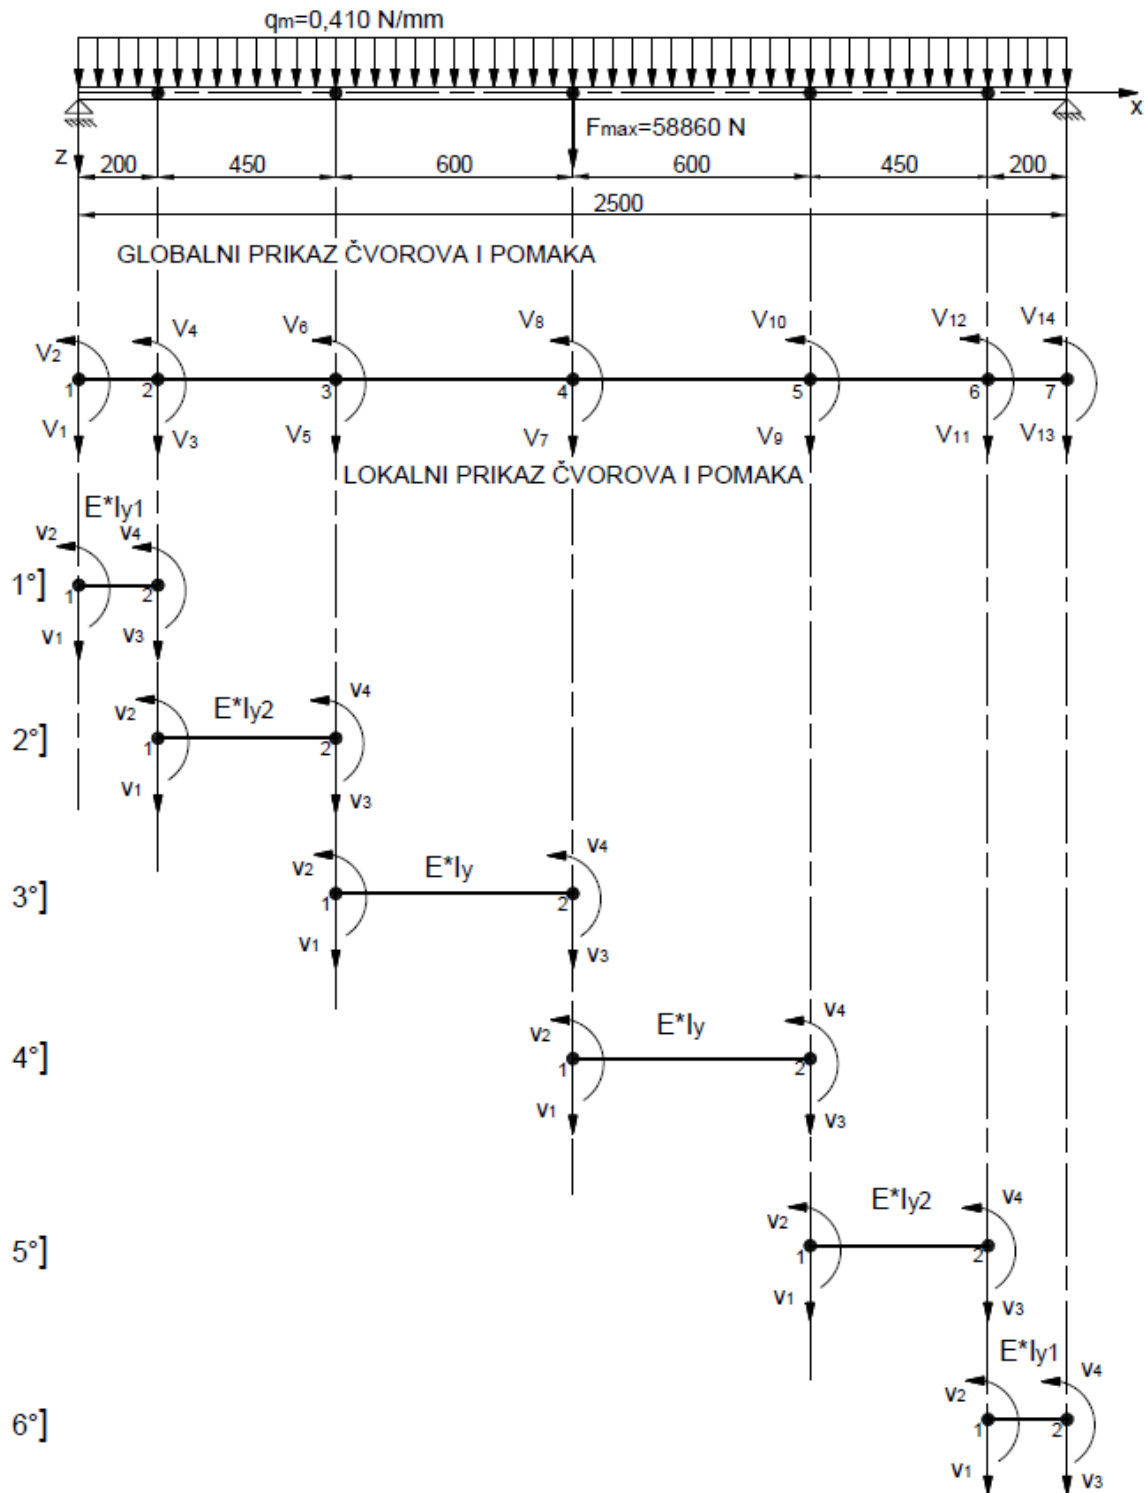 qm=0,410 N/mm
x
Fmax=58860 N
z
200 450 600 600 450 200
2500
GLOBALNI PRIKAZ ČVOROVA I POMAKA
V2 V4 V6 V8 V10 V12 V14
1 2 3 4 5 6 7
V1 V3 V5 V7 V9 V11 V13
LOKALNI PRIKAZ ČVOROVA I POMAKA
E*Iy1
v2 v4
1°] 1 2
v1 v3
v2 E*Iy2 v4
2°] 1 2
v1 v3
v2 E*Iy v4
3°] 1 2
v1 v3
v2 E*Iy v4
4°] 1 2
v1 v3
v2 E*Iy2 v4
5°] 1 2
v1 v3
E*Iy1
v2 v4
6°] 1 2
v1 v3